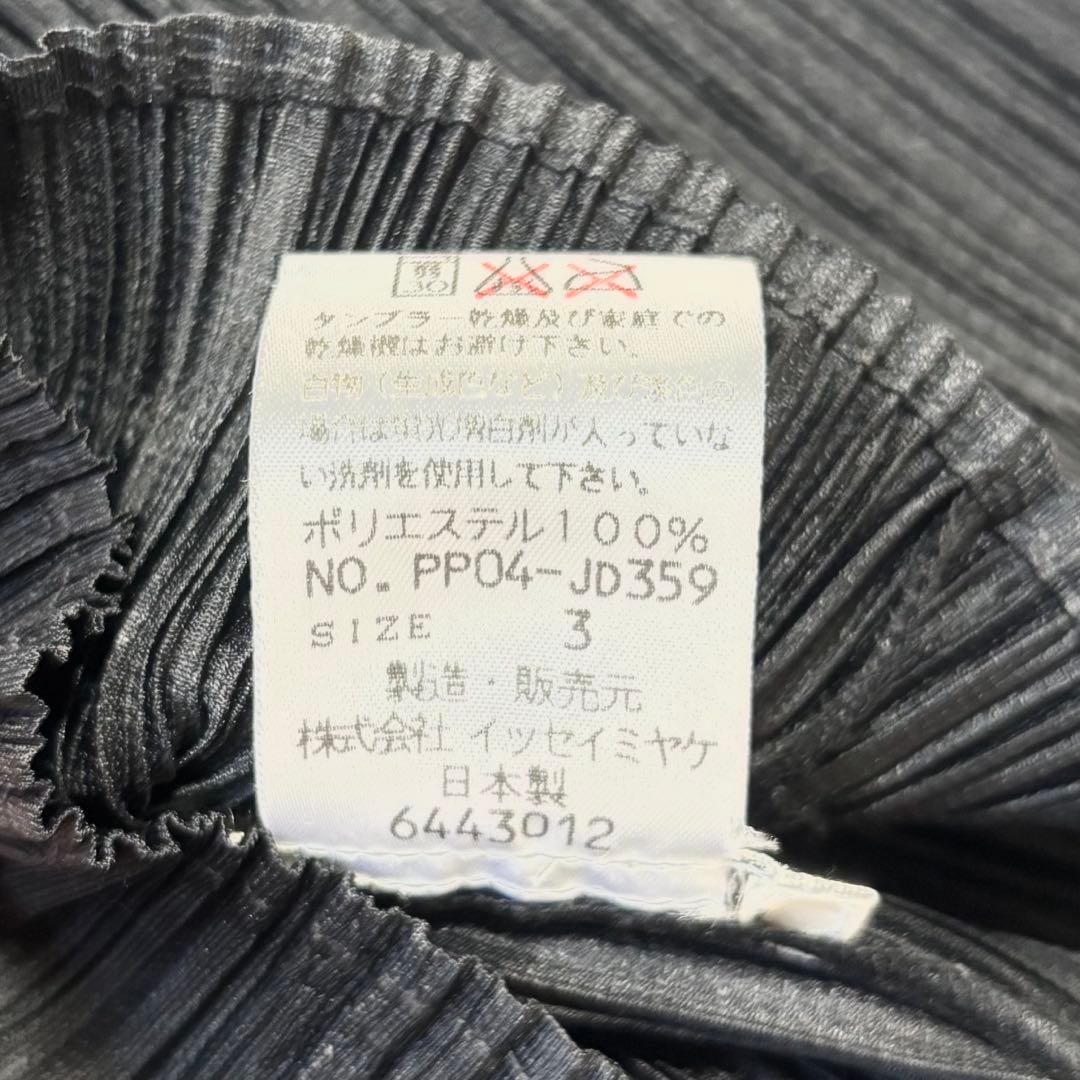 弱
30
タンブラー乾燥及び家庭での
乾燥機はお避け下さい。
白物(生成色など)及び淡色の
場合は蛍光増白剤が入っていな
い洗剤を使用して下さい。
ポリエステル100%
NO. PP04-JD359
SIZE 3
製造・販売元
株式会社 イッセイミヤケ
日本製
6443012